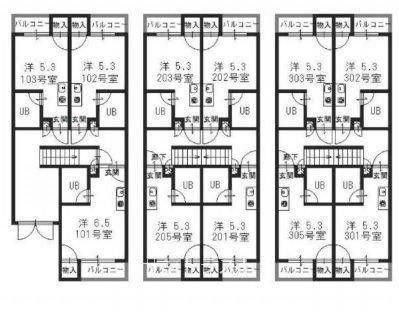 バルコニー 物入 物入 バルコニー
洋 5.3 洋 5.3
103号室 102号室
UB 玄関 玄関 UB
玄関
UB
洋 6.5
101号室
物入 バルコニー
バルコニー 物入 物入 バルコニー
洋 5.3 洋 5.3
203号室 202号室
UB 玄関 玄関 UB
廊下 玄関
玄関
UB UB
洋 5.3 洋 5.3
205号室 201号室
バルコニー 物入 物入 バルコニー
バルコニー 物入 物入 バルコニー
洋 5.3 洋 5.3
303号室 302号室
UB 玄関 玄関 UB
玄関 玄関
UB UB
洋 5.3 洋 5.3
305号室 301号室
バルコニー 物入 物入 バルコニー